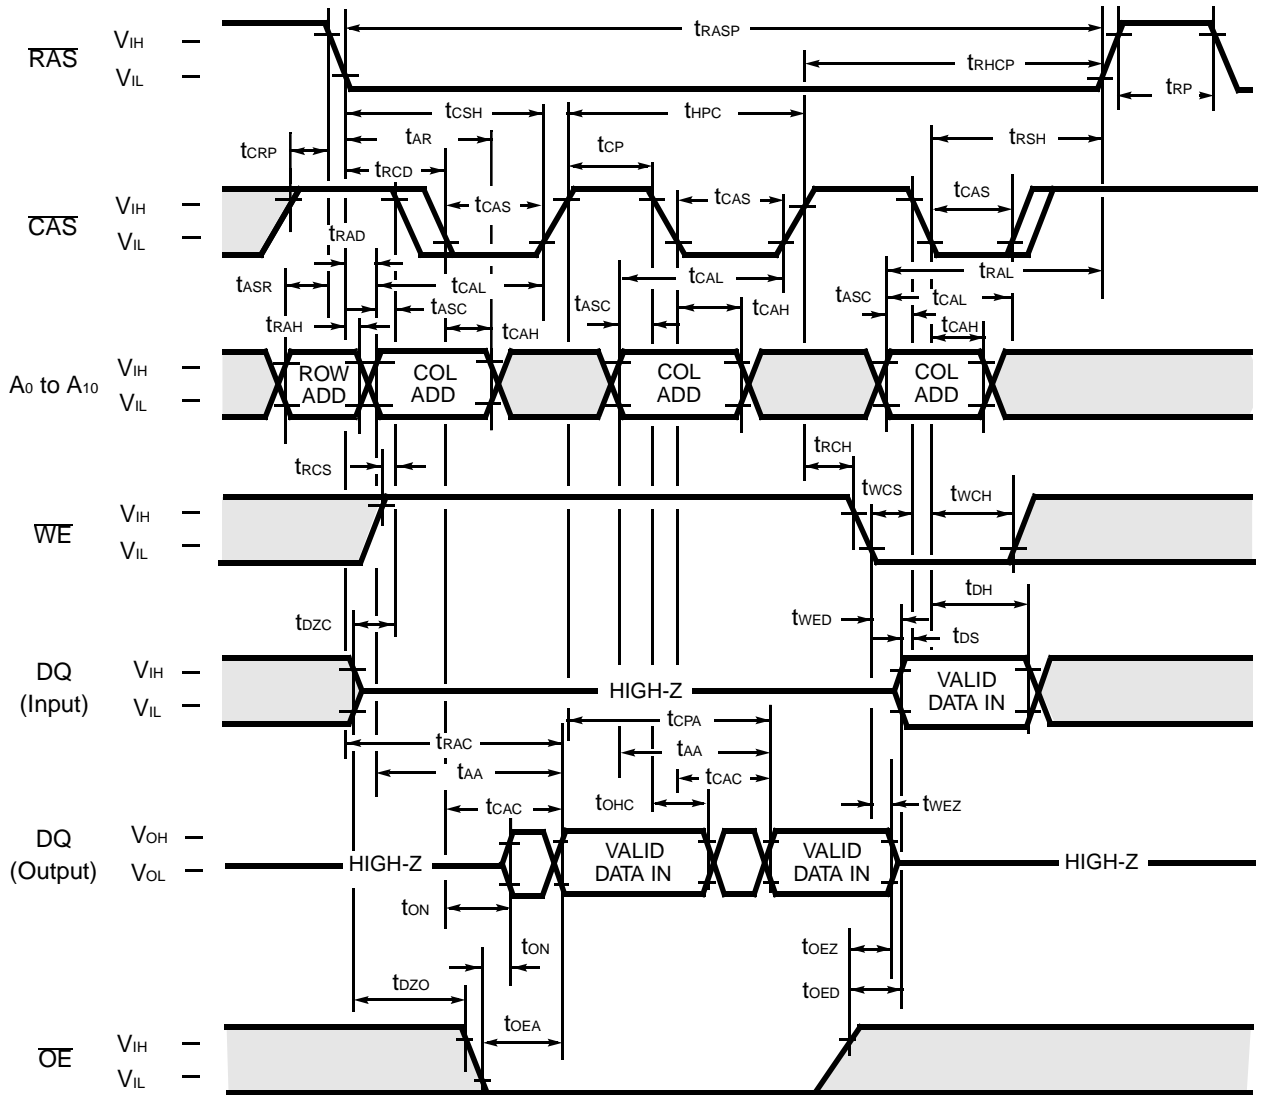 tRASP
VIH
RAS
tRHCP
VIL
tRP
tCSH
tHPC
tAR
tRSH
tCRP
tCP
tRCD
tCAS
tCAS
tCAS
VIH
CAS
VIL
tRAD
tRAL
tASR
tCAL
tCAL
tASC
tASC
tASC
tCAL
tRAH
tCAH
tCAH
tCAH
A0 to A10
VIH
VIL
ROW
ADD
COL
ADD
COL
ADD
COL
ADD
tRCH
tRCS
tWCS
tWCH
VIH
WE
VIL
tDH
tDZC
tWED
tDS
DQ
(Input)
VIH
VIL
HIGH-Z
VALID
DATA IN
tCPA
tRAC
tAA
tAA
tCAC
tCAC
tOHC
tWEZ
DQ
(Output)
VOH
VOL
HIGH-Z
VALID
DATA IN
VALID
DATA IN
HIGH-Z
tON
tON
tOEZ
tDZO
tOED
tOEA
VIH
OE
VIL